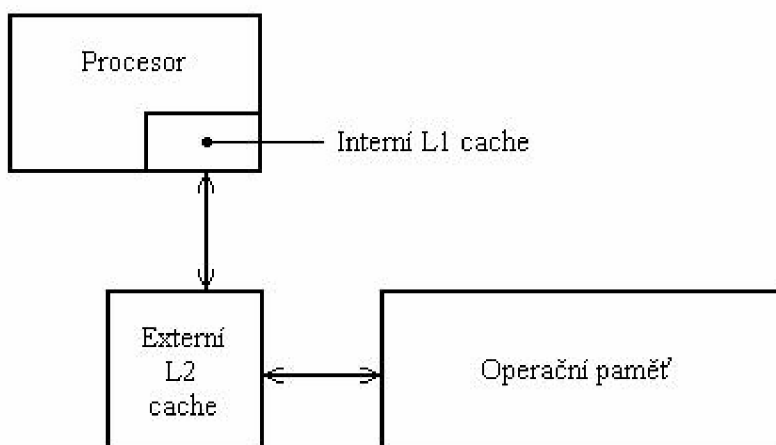 Procesor
Interní L1 cache
Externí
L2
cache
Operační paměť